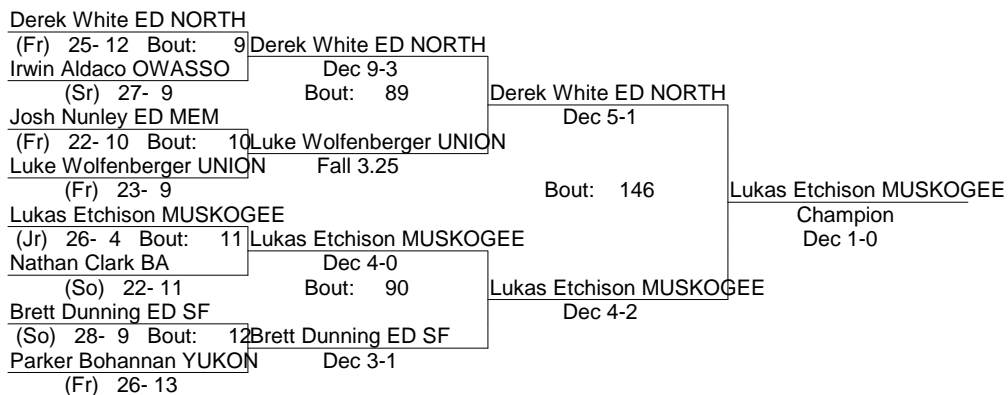 Derek White ED NORTH
(Fr) 25- 12 Bout: 9 Derek White ED NORTH
Irwin Aldaco OWASSO Dec 9-3
(Sr) 27- 9 Bout: 89 Derek White ED NORTH
Josh Nunley ED MEM Dec 5-1
(Fr) 22- 10 Bout: 10 Luke Wolfenberger UNION
Luke Wolfenberger UNION Fall 3.25
(Fr) 23- 9 Bout: 146 Lukas Etchison MUSKOGEE
Lukas Etchison MUSKOGEE Champion
(Jr) 26- 4 Bout: 11 Lukas Etchison MUSKOGEE Dec 1-0
Nathan Clark BA Dec 4-0
(So) 22- 11 Bout: 90 Lukas Etchison MUSKOGEE
Brett Dunning ED SF Dec 4-2
(So) 28- 9 Bout: 12 Brett Dunning ED SF
Parker Bohannan YUKON Dec 3-1
(Fr) 26- 13